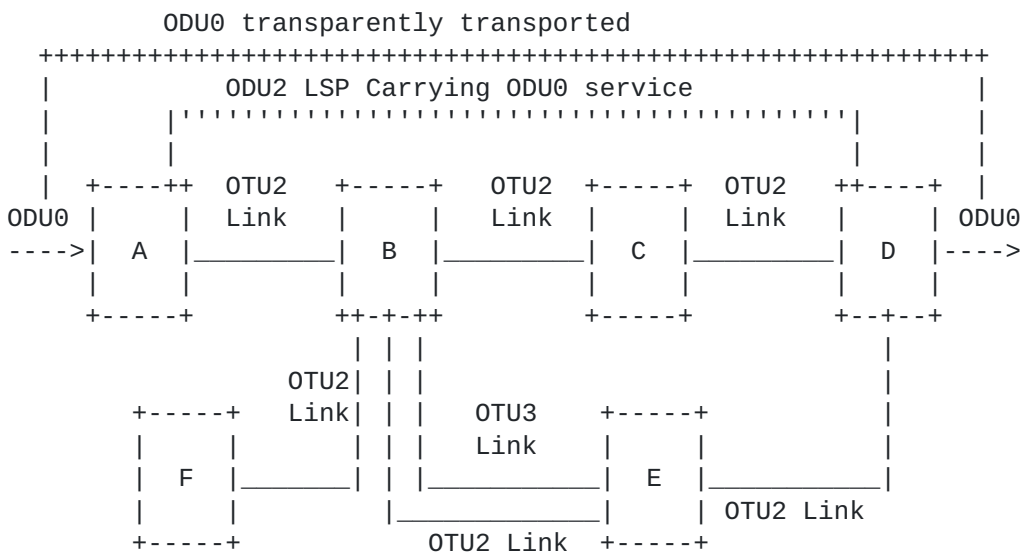 ODU0 transparently transported
ODU2 LSP Carrying ODU0 service
OTU2 OTU2 OTU2
ODU0 Link Link Link ODU0
A B C D
OTU2
Link OTU3
Link
F E
OTU2 Link
OTU2 Link